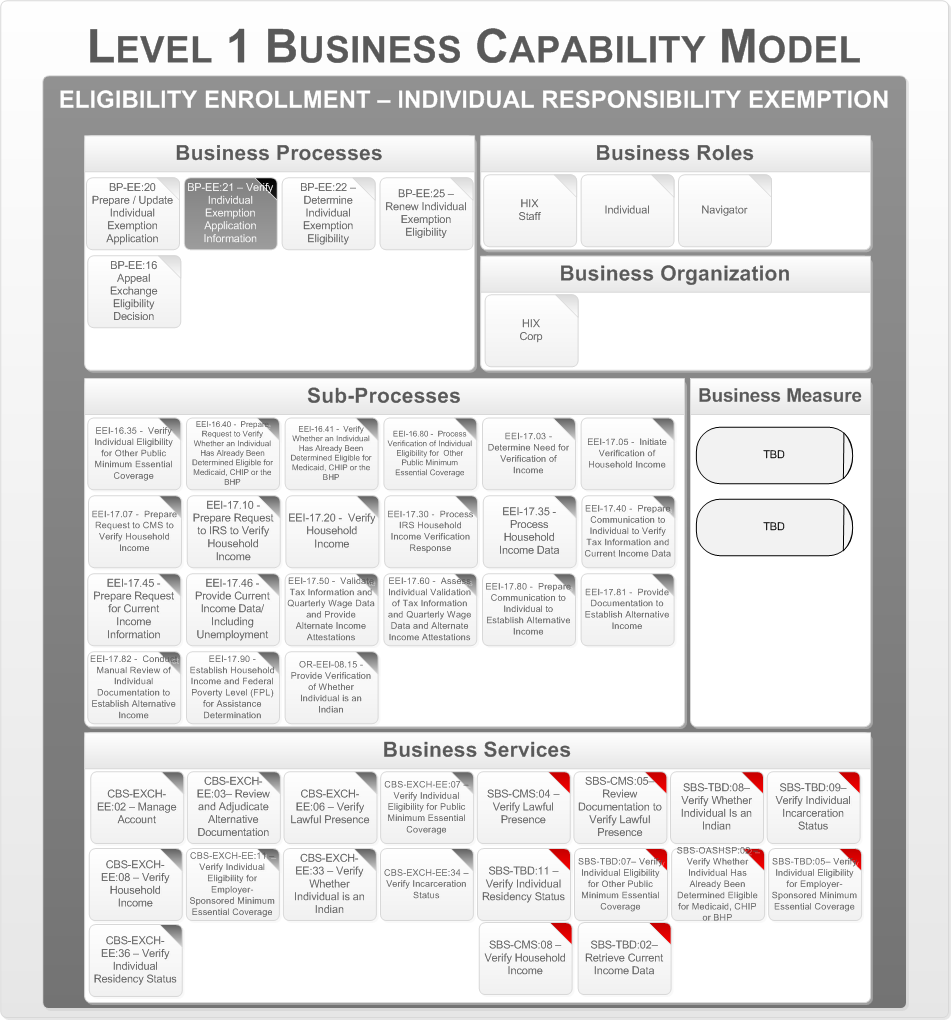 LEVEL 1 BUSINESS CAPABILITY MODEL
ELIGIBILITY ENROLLMENT – INDIVIDUAL RESPONSIBILITY EXEMPTION
Business Processes
BP-EE:20
Prepare / Update
Individual
Exemption
Application
BP-EE:21 – Verify
Individual
Exemption
Application
Information
BP-EE:22 –
Determine
Individual
Exemption
Eligibility
BP-EE:25 –
Renew Individual
Exemption
Eligibility
BP-EE:16
Appeal
Exchange
Eligibility
Decision
Business Roles
HIX
Staff
Individual
Navigator
Business Organization
HIX
Corp
Sub-Processes
EEI-16.35 - Verify
Individual Eligibility
for Other Public
Minimum Essential
Coverage
EEI-16.40 - Prepare
Request to Verify
Whether an Individual
Has Already Been
Determined Eligible for
Medicaid, CHIP or the
BHP
EEI-16.41 - Verify
Whether an Individual
Has Already Been
Determined Eligible for
Medicaid, CHIP or the
BHP
EEI-16.80 - Process
Verification of Individual
Eligibility for Other
Public Minimum
Essential Coverage
EEI-17.03 -
Determine Need for
Verification of
Income
EEI-17.05 - Initiate
Verification of
Household Income
EEI-17.07 - Prepare
Request to CMS to
Verify Household
Income
EEI-17.10 -
Prepare Request
to IRS to Verify
Household
Income
EEI-17.20 - Verify
Household
Income
EEI-17.30 - Process
IRS Household
Income Verification
Response
EEI-17.35 -
Process
Household
Income Data
EEI-17.40 - Prepare
Communication to
Individual to Verify
Tax Information and
Current Income Data
EEI-17.45 -
Prepare Request
for Current
Income
Information
EEI-17.46 -
Provide Current
Income Data/
Including
Unemployment
EEI-17.50 - Validate
Tax Information and
Quarterly Wage Data
and Provide
Alternate Income
Attestations
EEI-17.60 - Assess
Individual Validation
of Tax Information
and Quarterly Wage
Data and Alternate
Income Attestations
EEI-17.80 - Prepare
Communication to
Individual to
Establish Alternative
Income
EEI-17.81 - Provide
Documentation to
Establish Alternative
Income
EEI-17.82 - Conduct
Manual Review of
Individual
Documentation to
Establish Alternative
Income
EEI-17.90 -
Establish Household
Income and Federal
Poverty Level (FPL)
for Assistance
Determination
OR-EEI-08.15 -
Provide Verification
of Whether
Individual is an
Indian
Business Measure
TBD
TBD
Business Services
CBS-EXCH-
EE:02 – Manage
Account
CBS-EXCH-
EE:03– Review
and Adjudicate
Alternative
Documentation
CBS-EXCH-
EE:06 – Verify
Lawful Presence
CBS-EXCH-EE:07 –
Verify Individual
Eligibility for Public
Minimum Essential
Coverage
SBS-CMS:04 –
Verify Lawful
Presence
SBS-CMS:05–
Review
Documentation to
Verify Lawful
Presence
SBS-TBD:08–
Verify Whether
Individual Is an
Indian
SBS-TBD:09–
Verify Individual
Incarceration
Status
CBS-EXCH-
EE:08 – Verify
Household
Income
CBS-EXCH-EE:11 –
Verify Individual
Eligibility for
Employer-
Sponsored Minimum
Essential Coverage
CBS-EXCH-
EE:33 – Verify
Whether
Individual is an
Indian
CBS-EXCH-EE:34 –
Verify Incarceration
Status
SBS-TBD:11 –
Verify Individual
Residency Status
SBS-TBD:07– Verify
Individual Eligibility
for Other Public
Minimum Essential
Coverage
SBS-OASHSP:09 –
Verify Whether
Individual Has
Already Been
Determined Eligible
for Medicaid, CHIP
or BHP
SBS-TBD:05– Verify
Individual Eligibility
for Employer-
Sponsored Minimum
Essential Coverage
CBS-EXCH-
EE:36 – Verify
Individual
Residency Status
SBS-CMS:08 –
Verify Household
Income
SBS-TBD:02–
Retrieve Current
Income Data